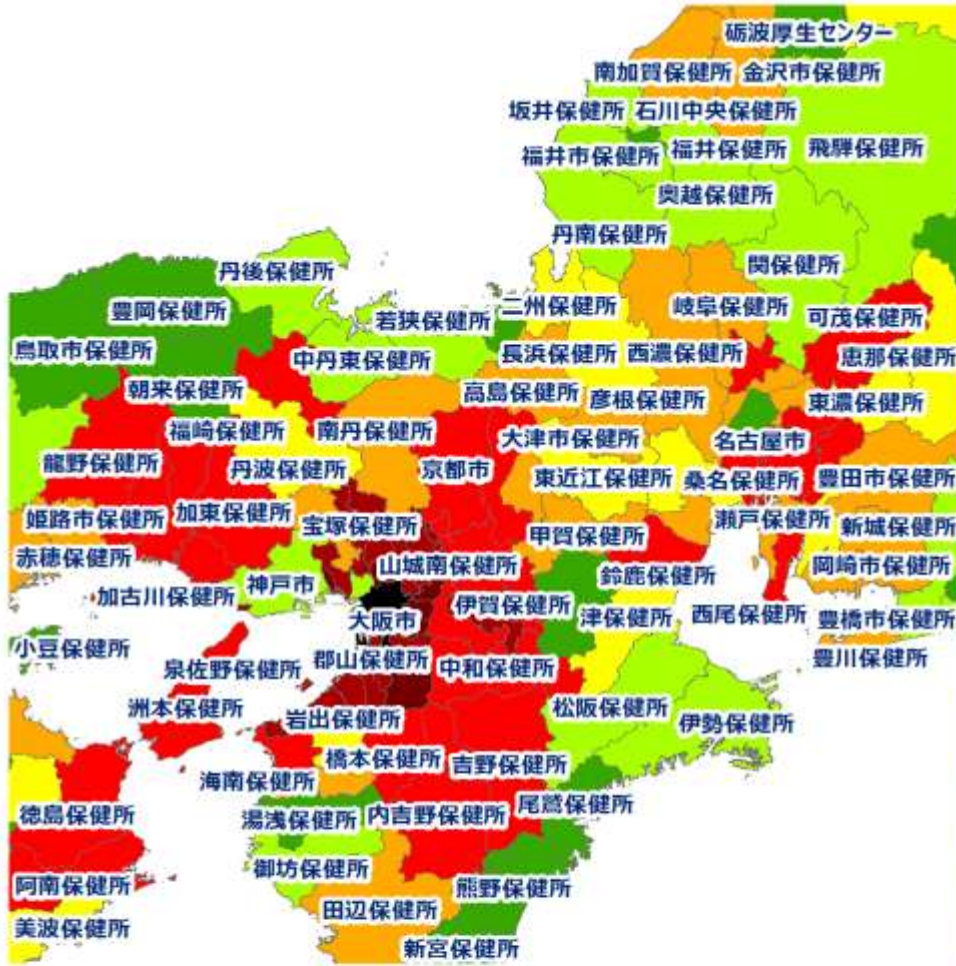 砺波厚生センター
南加賀保健所 金沢市保健所
坂井保健所 石川中央保健所
福井市保健所 福井保健所 飛騨保健所
奥越保健所
丹南保健所
丹後保健所 関保健所
豊岡保健所 若狭保健所 二州保健所 岐阜保健所 可茂保健所
鳥取市保健所 中丹東保健所 長浜保健所 西濃保健所 恵那保健所
朝来保健所 高島保健所 彦根保健所 東濃保健所
福崎保健所 南丹保健所 大津市保健所 名古屋市
龍野保健所 丹波保健所 京都市 東近江保健所 桑名保健所 豊田市保健所
姫路市保健所 加東保健所 宝塚保健所 甲賀保健所 瀬戸保健所 新城保健所
赤穂保健所 山城南保健所 鈴鹿保健所 岡崎市保健所
加古川保健所 神戸市 伊賀保健所 津保健所 西尾保健所 豊橋市保健所
大阪市
小豆保健所 泉佐野保健所 郡山保健所 中和保健所 豊川保健所
洲本保健所 岩出保健所 松阪保健所 伊勢保健所
海南保健所 橋本保健所 吉野保健所
徳島保健所 湯浅保健所 内吉野保健所 尾鷲保健所
御坊保健所
阿南保健所 田辺保健所 熊野保健所
美波保健所 新宮保健所